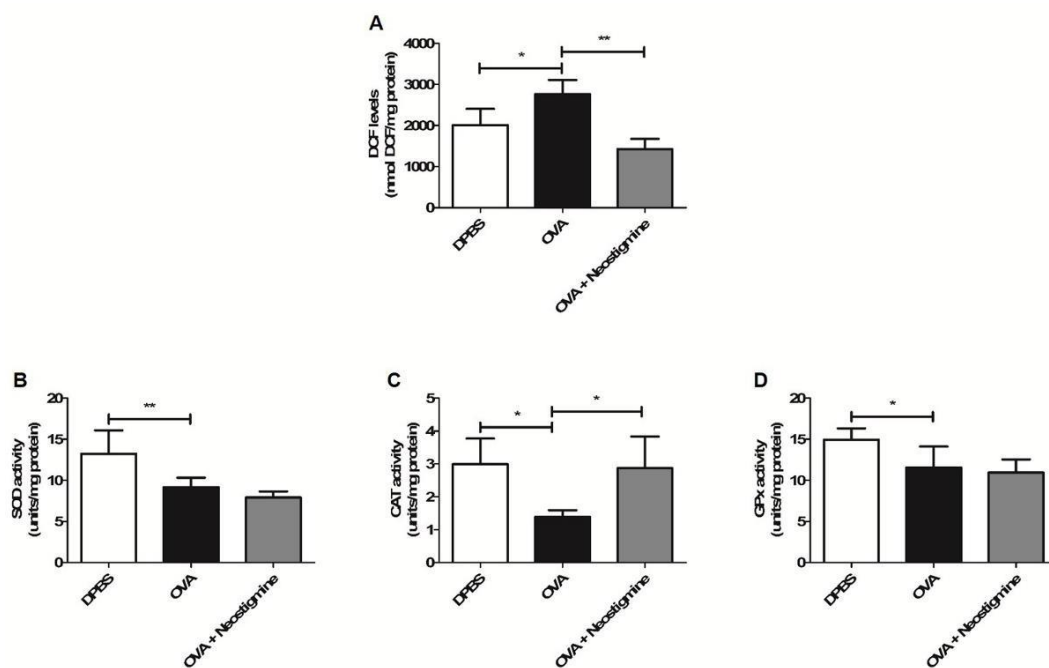 A
DCF levels
(nmol DCF/mg protein)
4000
3000
2000
1000
0
*
**
DPBS
OVA
OVA + Neostigmine
B
SOD activity
(units/mg protein)
20
15
10
5
0
**
DPBS
OVA
OVA + Neostigmine
C
CAT activity
(units/mg protein)
5
4
3
2
1
0
*
*
DPBS
OVA
OVA + Neostigmine
D
GPx activity
(units/mg protein)
20
15
10
5
0
*
DPBS
OVA
OVA + Neostigmine